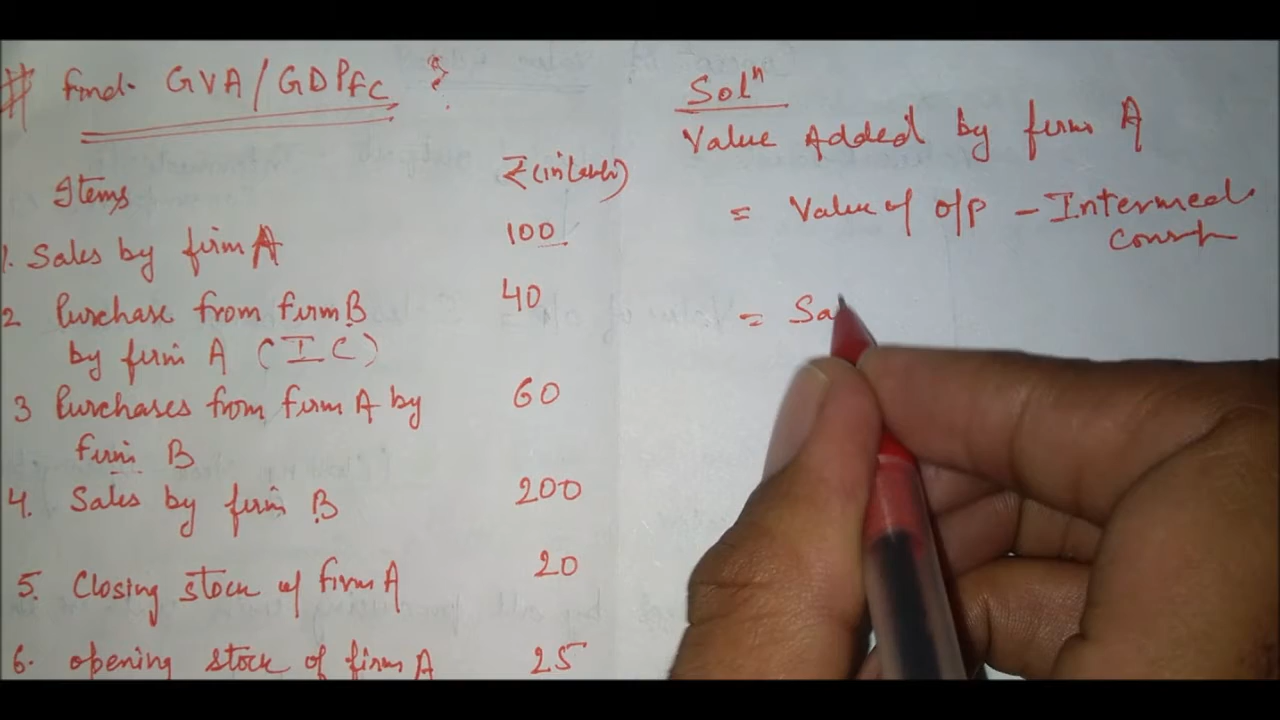 # Find. GVA/GDPFC ?
Items ₹(in lakh)
1. Sales by firm A 100
2 Purchase from firm B 40
by firm A (IC)
3 Purchases from firm A by 60
firm B
4. Sales by firm B 200
5. Closing stock of firm A 20
6. opening stock of firm A 25
Solⁿ
Value Added by firm A
= Value of o/p - Intermed
= Sa